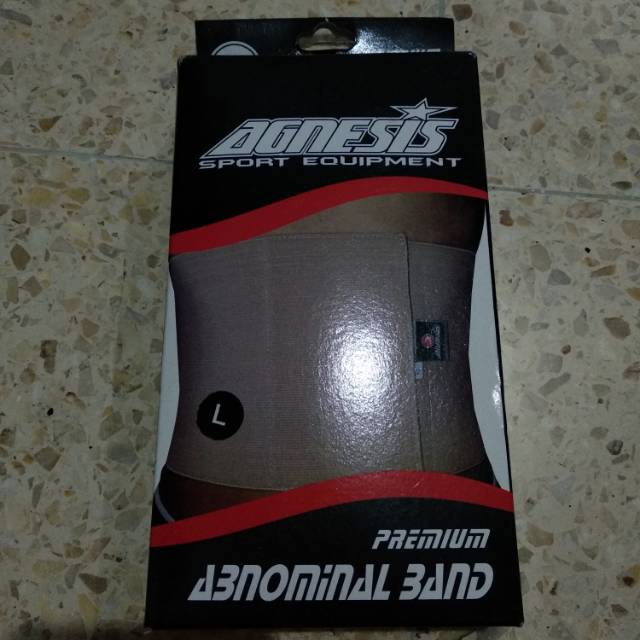 AGNESIS
SPORT EQUIPMENT
L
PREMIUM
ABNOMINAL BAND